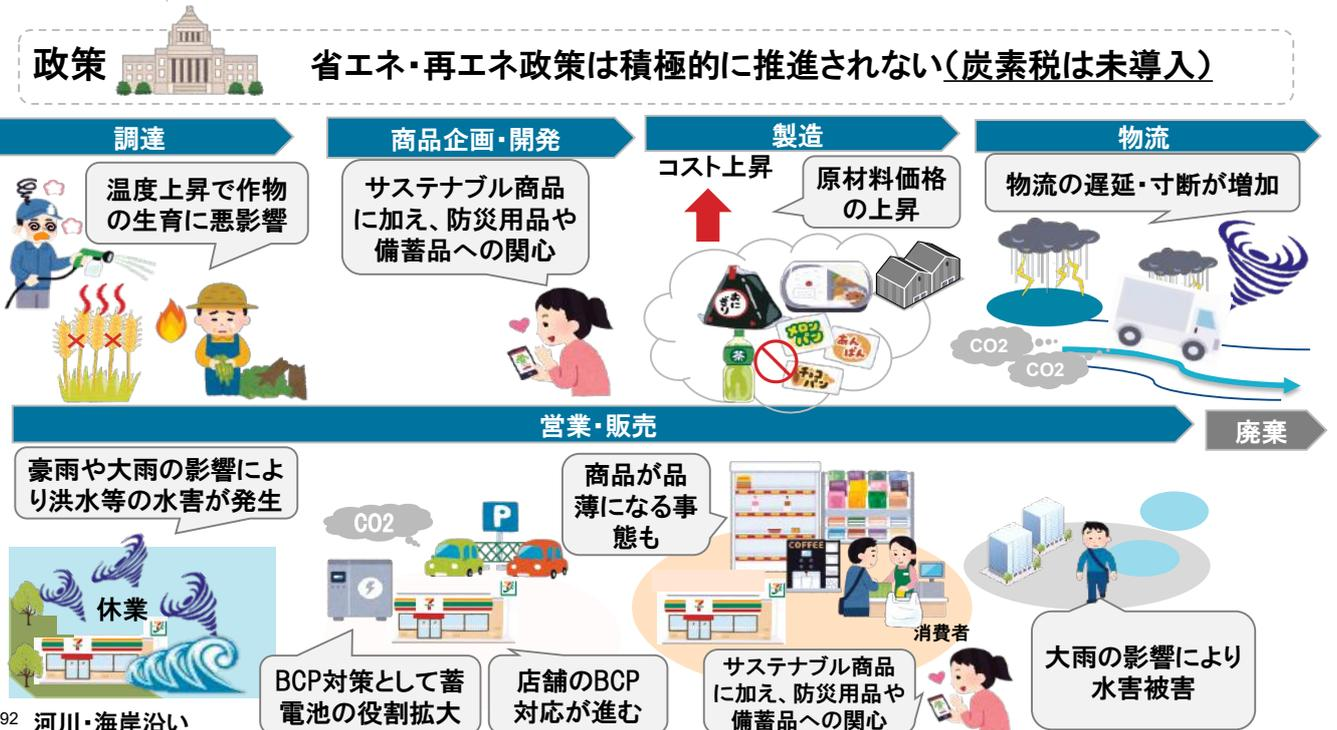 政策
省エネ・再エネ政策は積極的に推進されない(炭素税は未導入)
調達
商品企画・開発
製造
物流
温度上昇で作物
の生育に悪影響
サステナブル商品
に加え、防災用品や
備蓄品への関心
コスト上昇
原材料価格
の上昇
物流の遅延・寸断が増加
おにぎり
茶
メロン
パン
あん
ぱん
チョコ
パン
CO2
CO2
営業・販売
廃棄
豪雨や大雨の影響によ
り洪水等の水害が発生
休業
7
河川・海岸沿い
CO2
P
7
BCP対策として蓄
電池の役割拡大
店舗のBCP
対応が進む
商品が品
薄になる事
態も
COFFEE
7
消費者
サステナブル商品
に加え、防災用品や
備蓄品への関心
大雨の影響により
水害被害
92